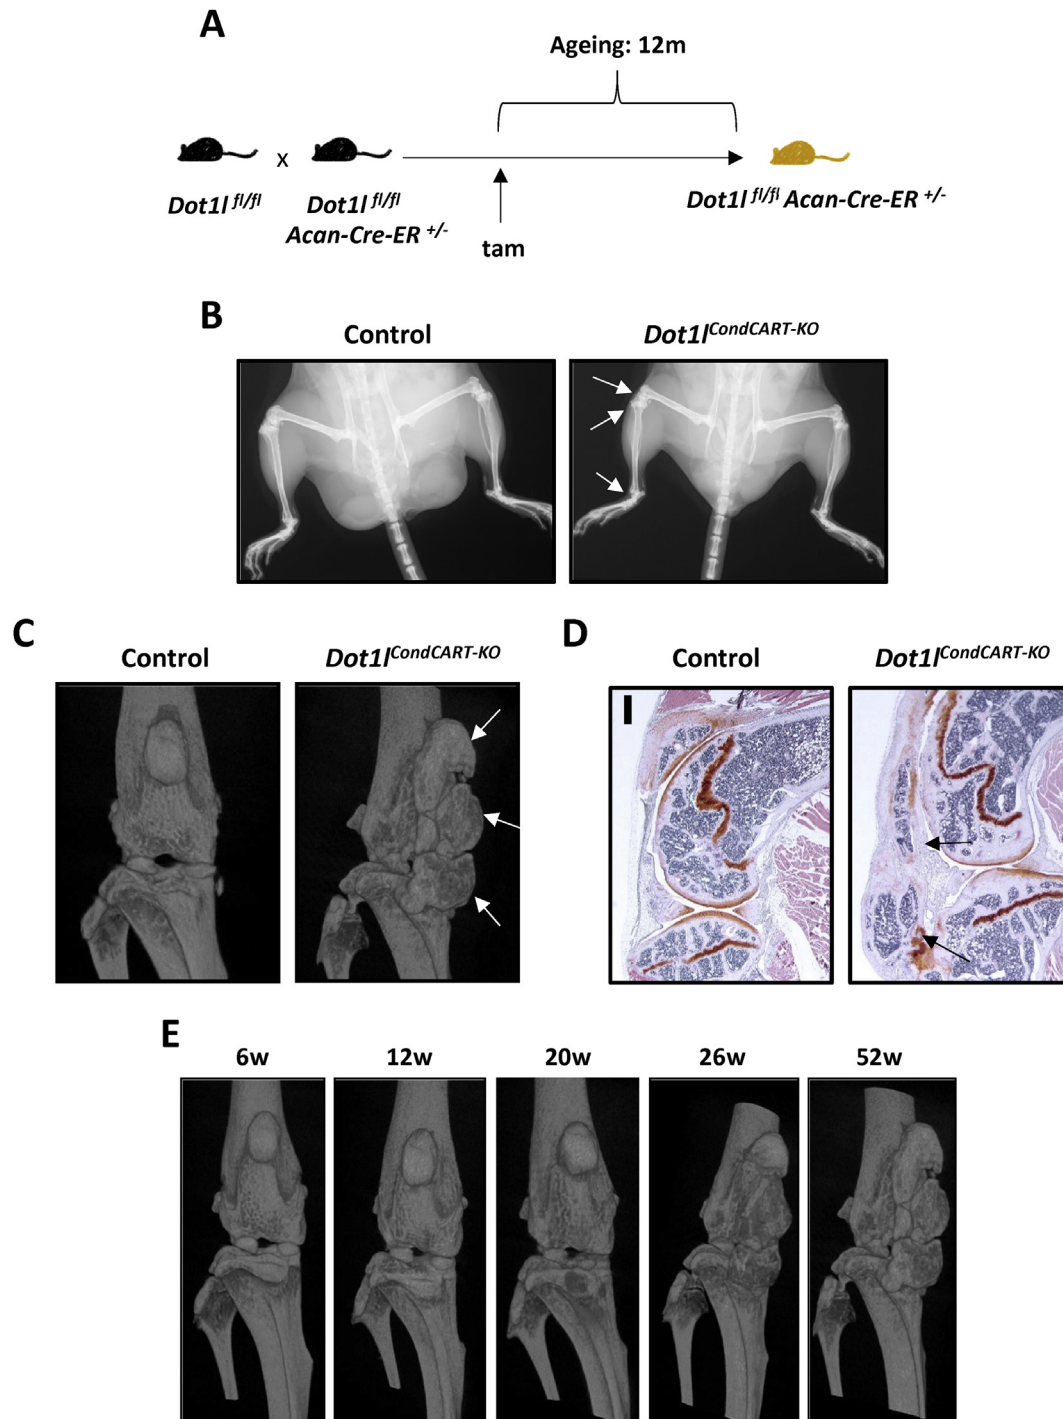 A
Ageing: 12m
x
Dot1l fl/fl
Dot1l fl/fl
Acan-Cre-ER +/-
tam
Dot1l fl/fl Acan-Cre-ER +/-
B
Control
Dot1l CondCART-KO
C
Control
Dot1l CondCART-KO
D
Control
Dot1l CondCART-KO
E
6w
12w
20w
26w
52w